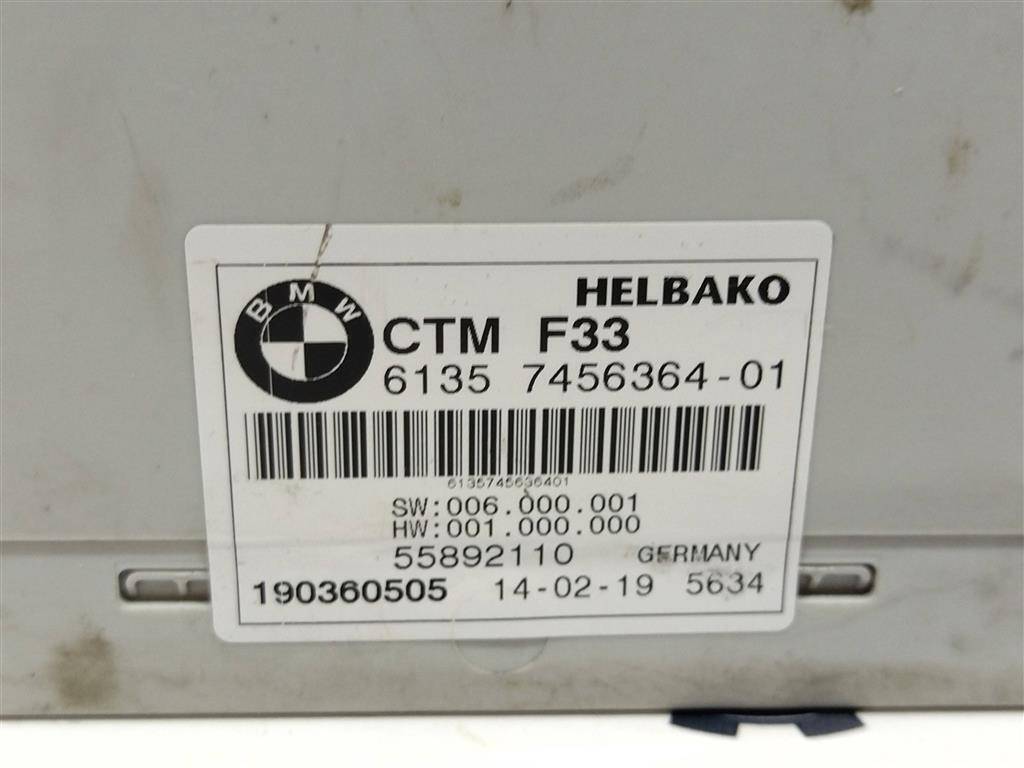 HELBAKO
BMW
CTM F33
6135 7456364-01
6135745636401
SW:006.000.001
HW:001.000.000
55892110 GERMANY
190360505 14-02-19 5634